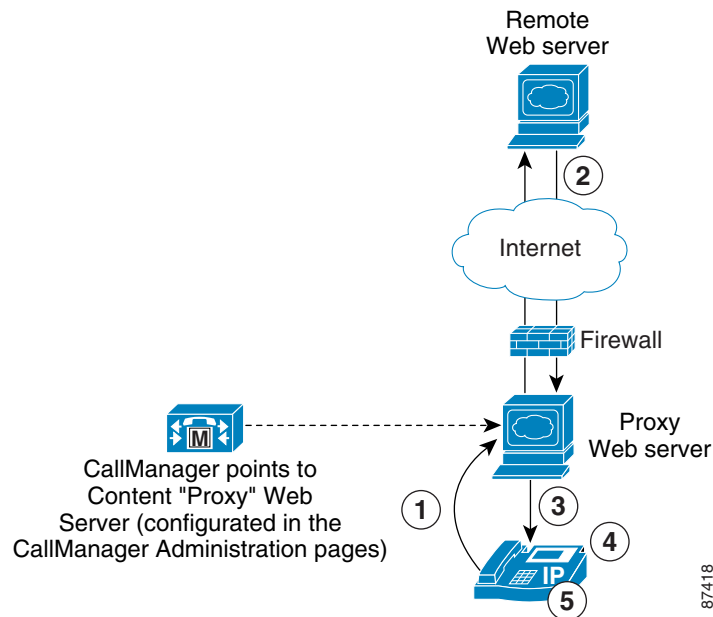 Remote
Web server
2
Internet
Firewall
M
Proxy
Web server
CallManager points to
Content "Proxy" Web
Server (configurated in the
CallManager Administration pages)
1
3
4
IP
5
87418